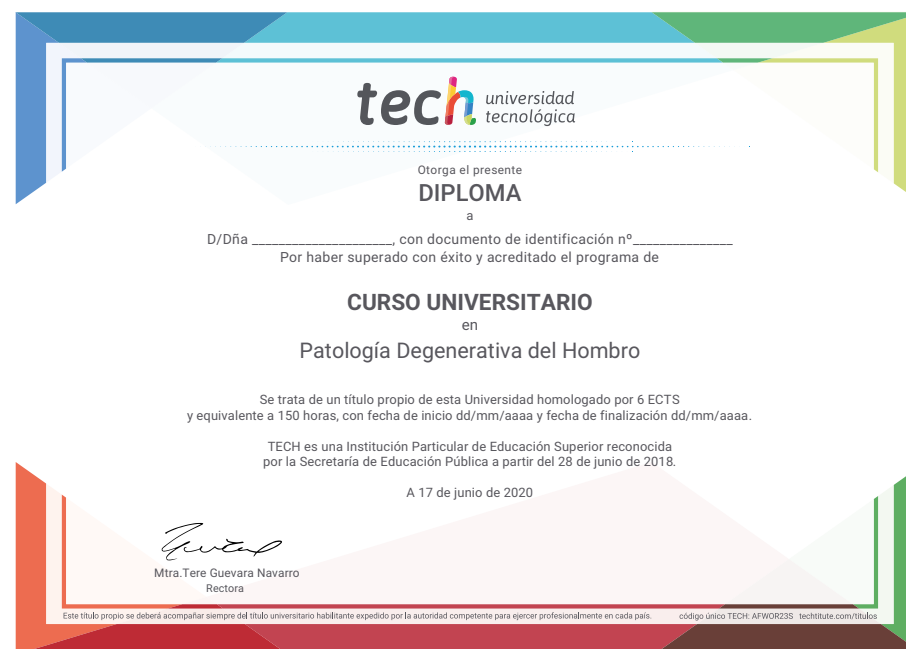 tech universidad
tecnológica
Otorga el presente
DIPLOMA
a
D/Dña _____________________, con documento de identificación nº_______________
Por haber superado con éxito y acreditado el programa de
CURSO UNIVERSITARIO
en
Patología Degenerativa del Hombro
Se trata de un título propio de esta Universidad homologado por 6 ECTS
y equivalente a 150 horas, con fecha de inicio dd/mm/aaaa y fecha de finalización dd/mm/aaaa.
TECH es una Institución Particular de Educación Superior reconocida
por la Secretaría de Educación Pública a partir del 28 de junio de 2018.
A 17 de junio de 2020
Mtra.Tere Guevara Navarro
Rectora
Este título propio se deberá acompañar siempre del título universitario habilitante expedido por la autoridad competente para ejercer profesionalmente en cada país. código único TECH: AFWOR23S techtitute.com/títulos